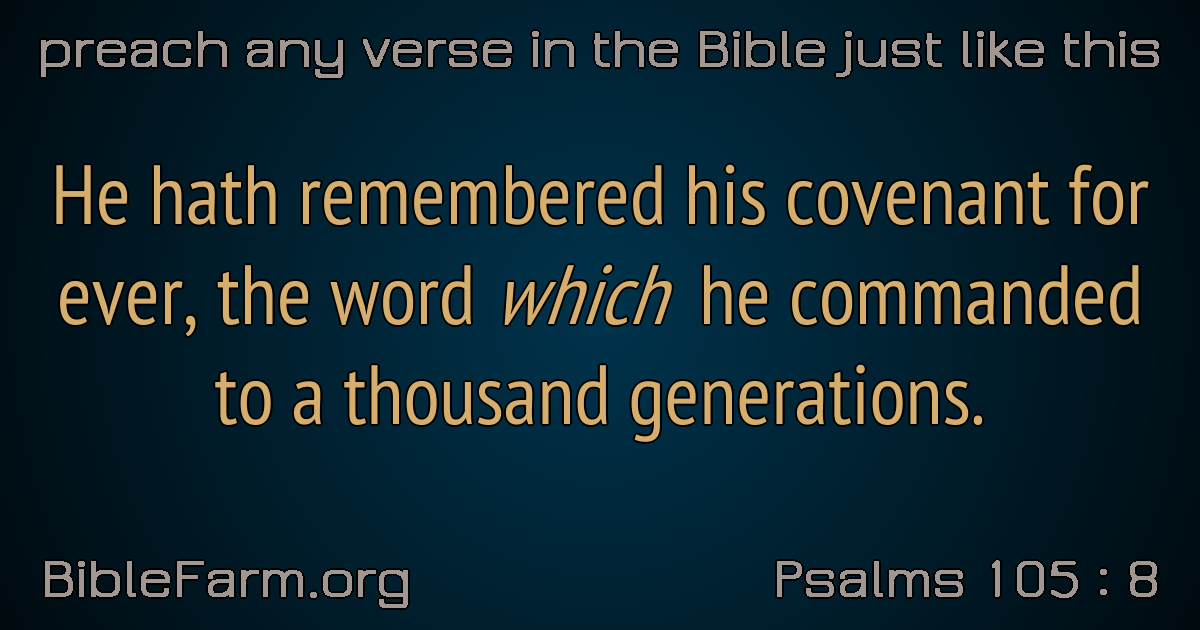 preach any verse in the Bible just like this
He hath remembered his covenant for
ever, the word which he commanded
to a thousand generations.
BibleFarm.org
Psalms 105 : 8